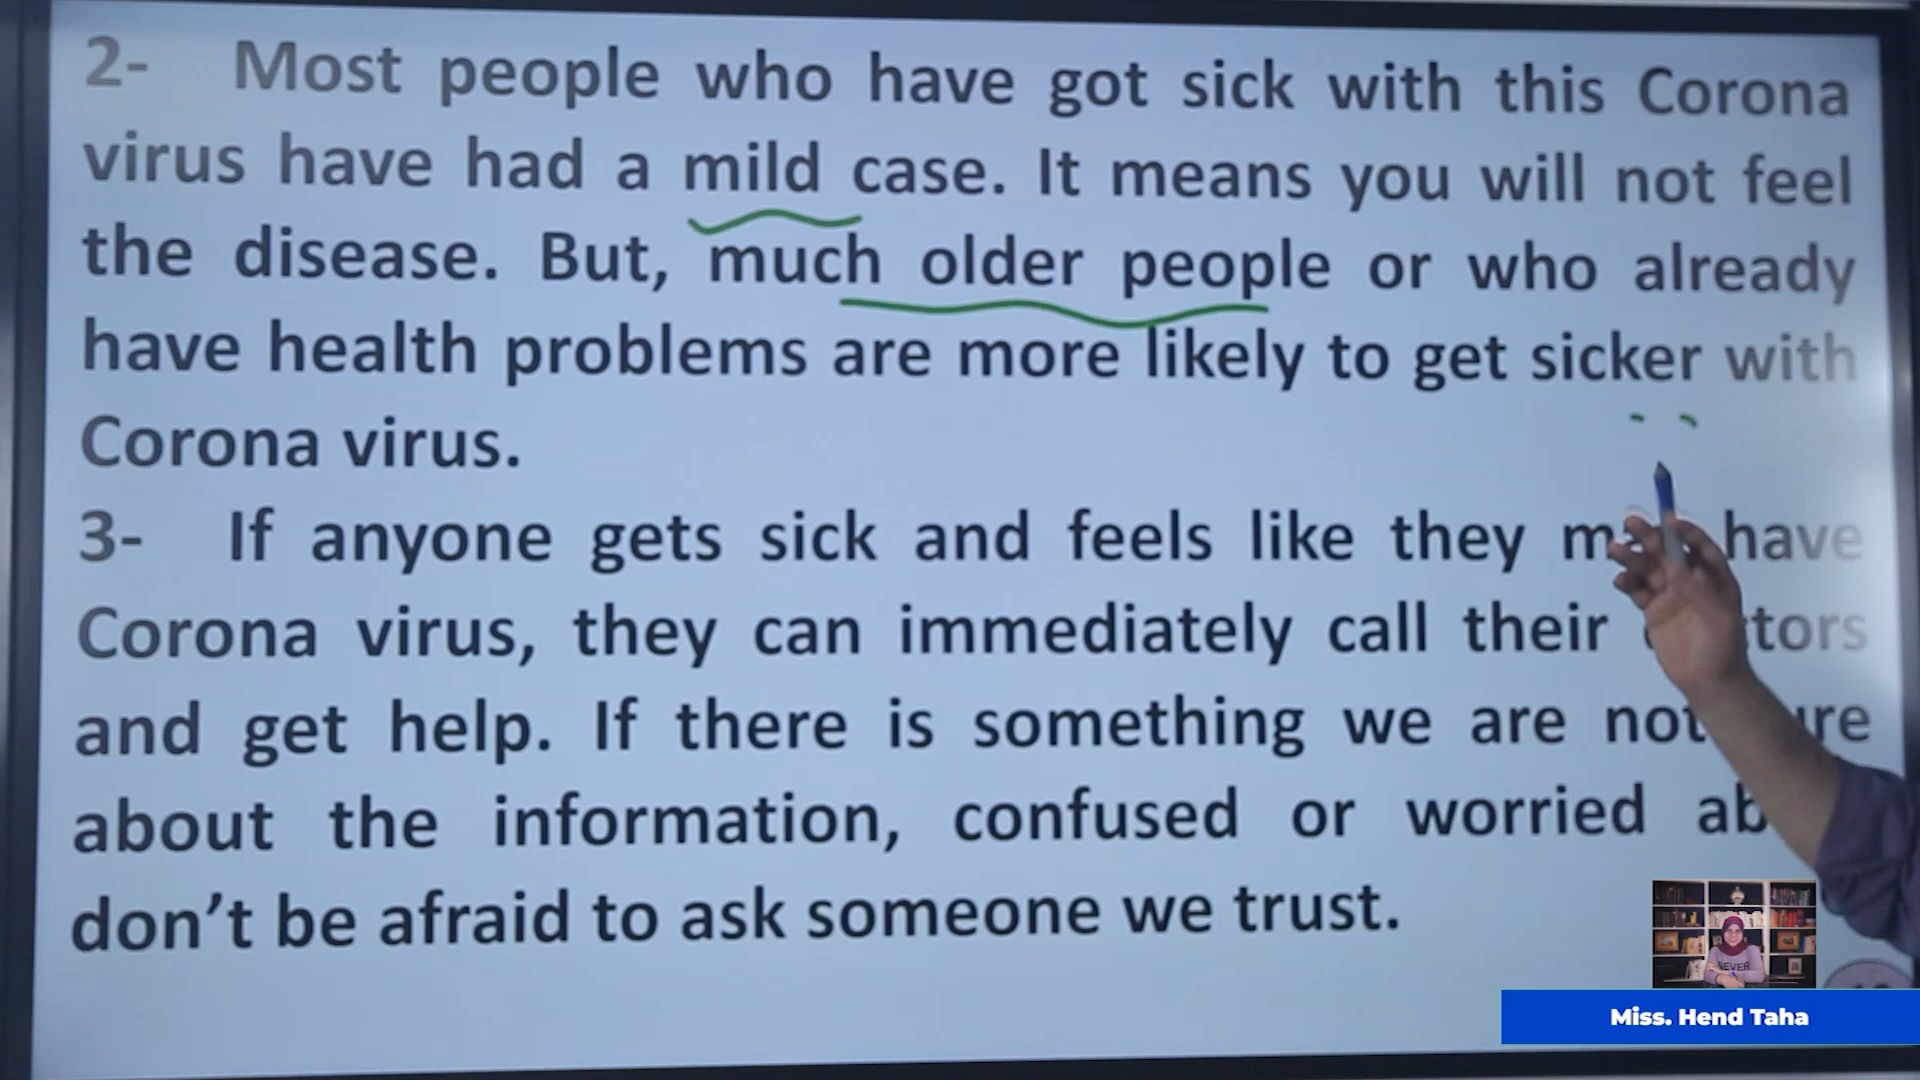 2- Most people who have got sick with this Corona
virus have had a mild case. It means you will not feel
the disease. But, much older people or who already
have health problems are more likely to get sicker with
Corona virus.
3- If anyone gets sick and feels like they have
Corona virus, they can immediately call their
and get help. If there is something we are not
about the information, confused or worried
don't be afraid to ask someone we trust.
NEVER
Miss. Hend Taha